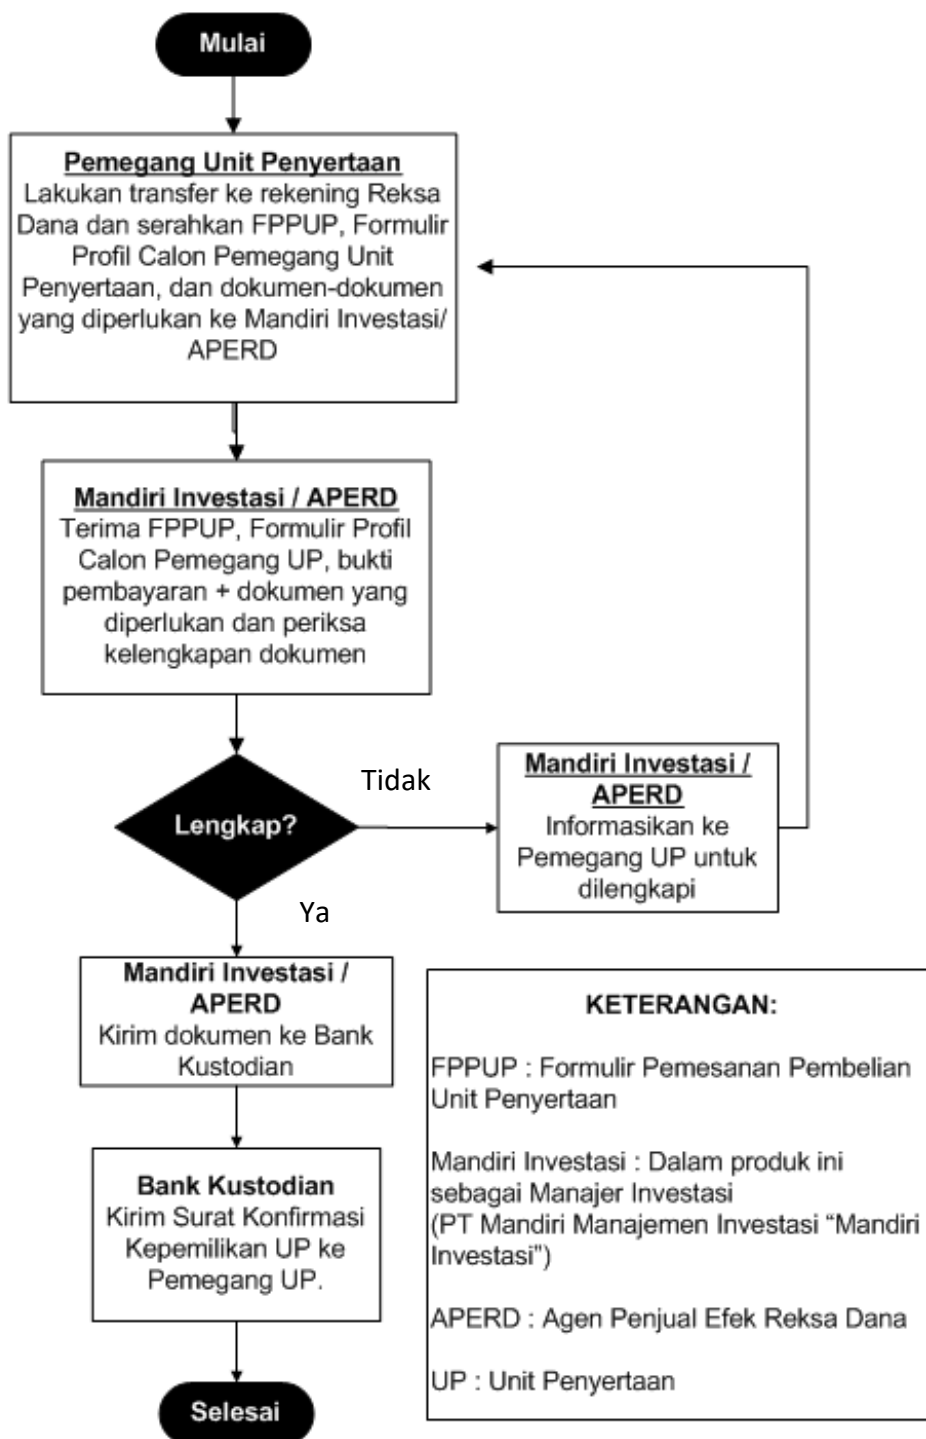 Mulai
Pemegang Unit Penyertaan
Lakukan transfer ke rekening Reksa
Dana dan serahkan FPPUP, Formulir
Profil Calon Pemegang Unit
Penyertaan, dan dokumen-dokumen
yang diperlukan ke Mandiri Investasi/
APERD
Mandiri Investasi / APERD
Terima FPPUP, Formulir Profil
Calon Pemegang UP, bukti
pembayaran + dokumen yang
diperlukan dan periksa
kelengkapan dokumen
Lengkap?
Tidak
Mandiri Investasi /
APERD
Informasikan ke
Pemegang UP untuk
dilengkapi
Ya
Mandiri Investasi /
APERD
Kirim dokumen ke Bank
Kustodian
Bank Kustodian
Kirim Surat Konfirmasi
Kepemilikan UP ke
Pemegang UP.
Selesai
KETERANGAN:
FPPUP : Formulir Pemesanan Pembelian
Unit Penyertaan
Mandiri Investasi : Dalam produk ini
sebagai Manajer Investasi
(PT Mandiri Manajemen Investasi “Mandiri
Investasi”)
APERD : Agen Penjual Efek Reksa Dana
UP : Unit Penyertaan